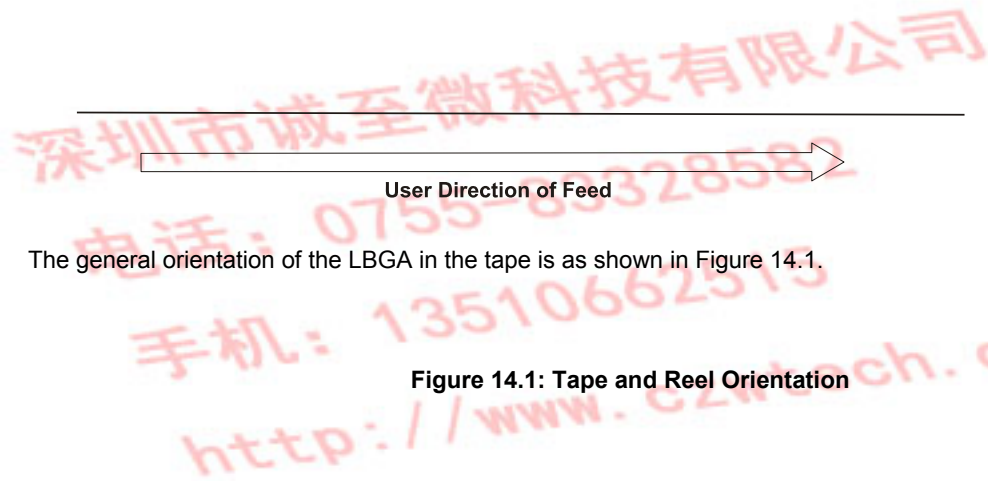 深圳市诚至微科技有限公司
User Direction of Feed
电话：0755-83328582
The general orientation of the LBGA in the tape is as shown in Figure 14.1.
手机：13510662515
Figure 14.1: Tape and Reel Orientation
http://www.czwtech.c